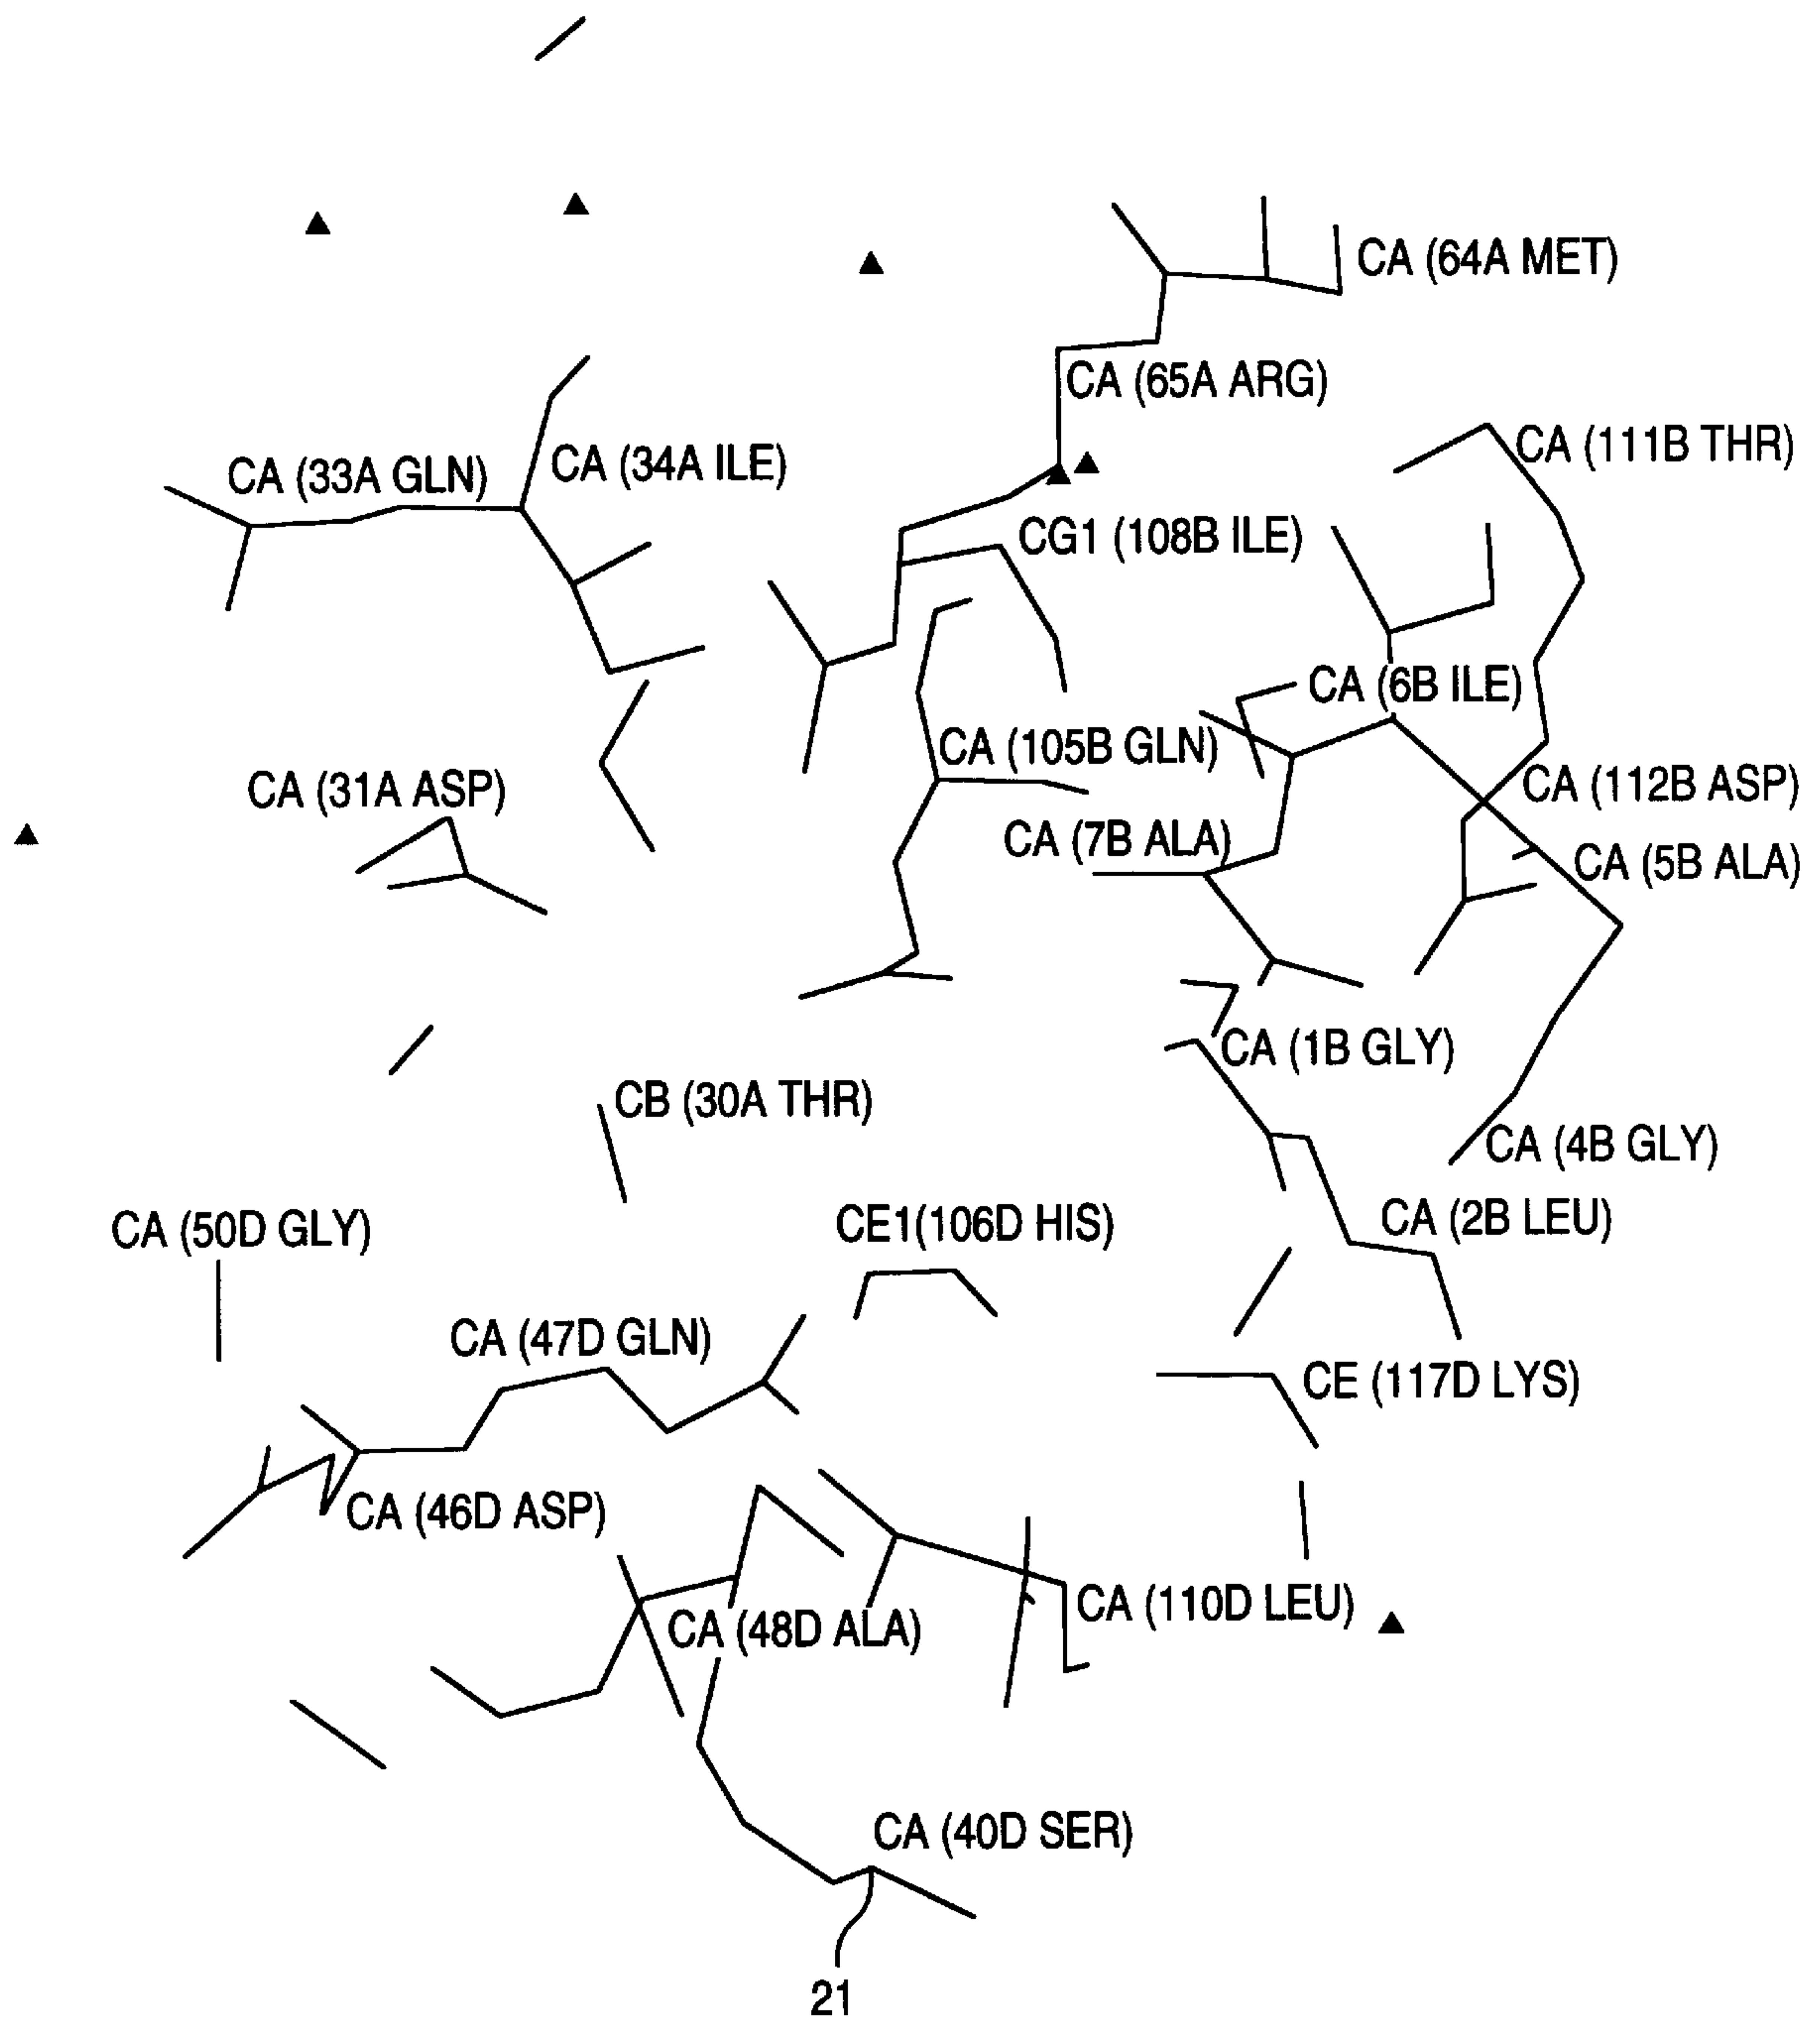 CA (64A MET)
CA (65A ARG)
CA (111B THR)
CA (33A GLN)
CA (34A ILE)
CG1 (108B ILE)
CA (6B ILE)
CA (105B GLN)
CA (31A ASP)
CA (112B ASP)
CA (7B ALA)
CA (5B ALA)
CA (1B GLY)
CB (30A THR)
CA (4B GLY)
CA (50D GLY)
CE1(106D HIS)
CA (2B LEU)
CA (47D GLN)
CE (117D LYS)
CA (46D ASP)
CA (110D LEU)
CA (48D ALA)
CA (40D SER)
21